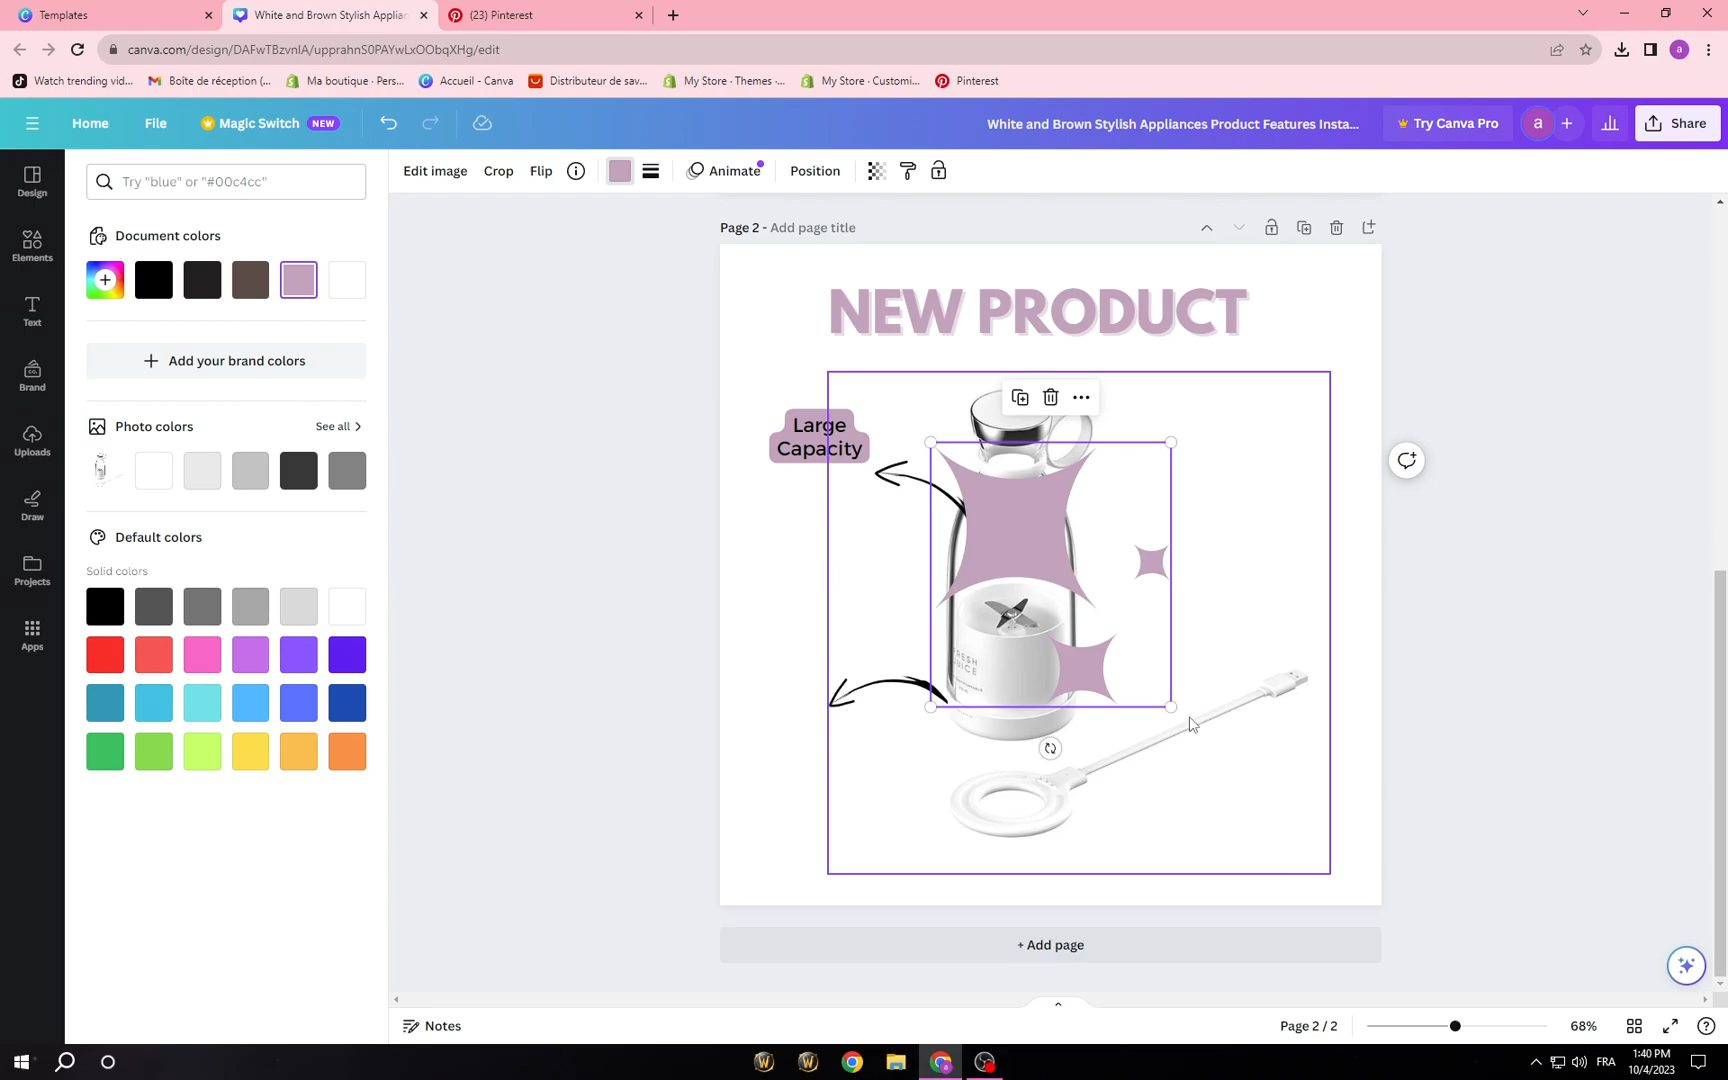 Templates
White and Brown Stylish Applian
(23) Pinterest
canva.com/design/DAFwTBzvnIA/upprahnS0PAYwLxOObqXHg/edit
a
Watch trending vid...
Boîte de réception (...
Ma boutique · Pers...
Accueil - Canva
Distributeur de sav...
My Store · Themes ·...
My Store · Customi...
Pinterest
Home
File
Magic Switch NEW
White and Brown Stylish Appliances Product Features Insta...
Try Canva Pro
a
Share
Design
Elements
Text
Brand
Uploads
Draw
Projects
Apps
Try "blue" or "#00c4cc"
Edit image
Crop
Flip
Animate
Position
Document colors
Add your brand colors
Photo colors
See all
Default colors
Solid colors
Page 2 - Add page title
NEW PRODUCT
Large
Capacity
FRESH
JUICE
+ Add page
Notes
Page 2 / 2
68%
FRA
1:40 PM
10/4/2023